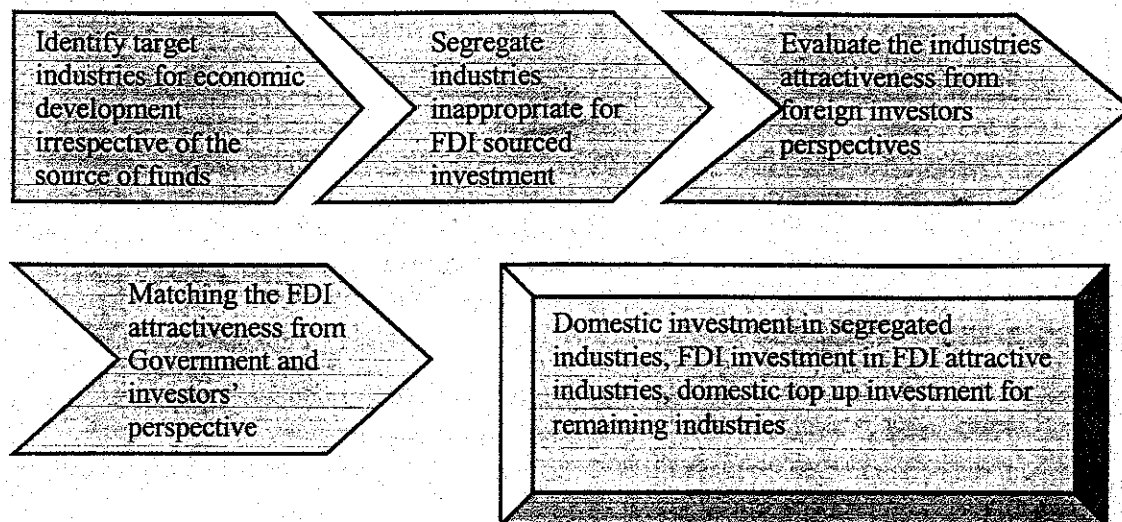 Identify target
industries for economic
development
irrespective of the
source of funds
Segregate
industries
inappropriate for
FDI sourced
investment
Evaluate the industries
attractiveness from
foreign investors
perspectives
Matching the FDI
attractiveness from
Government and
investors'
perspective
Domestic investment in segregated
industries, FDI investment in FDI attractive
industries, domestic top up investment for
remaining industries